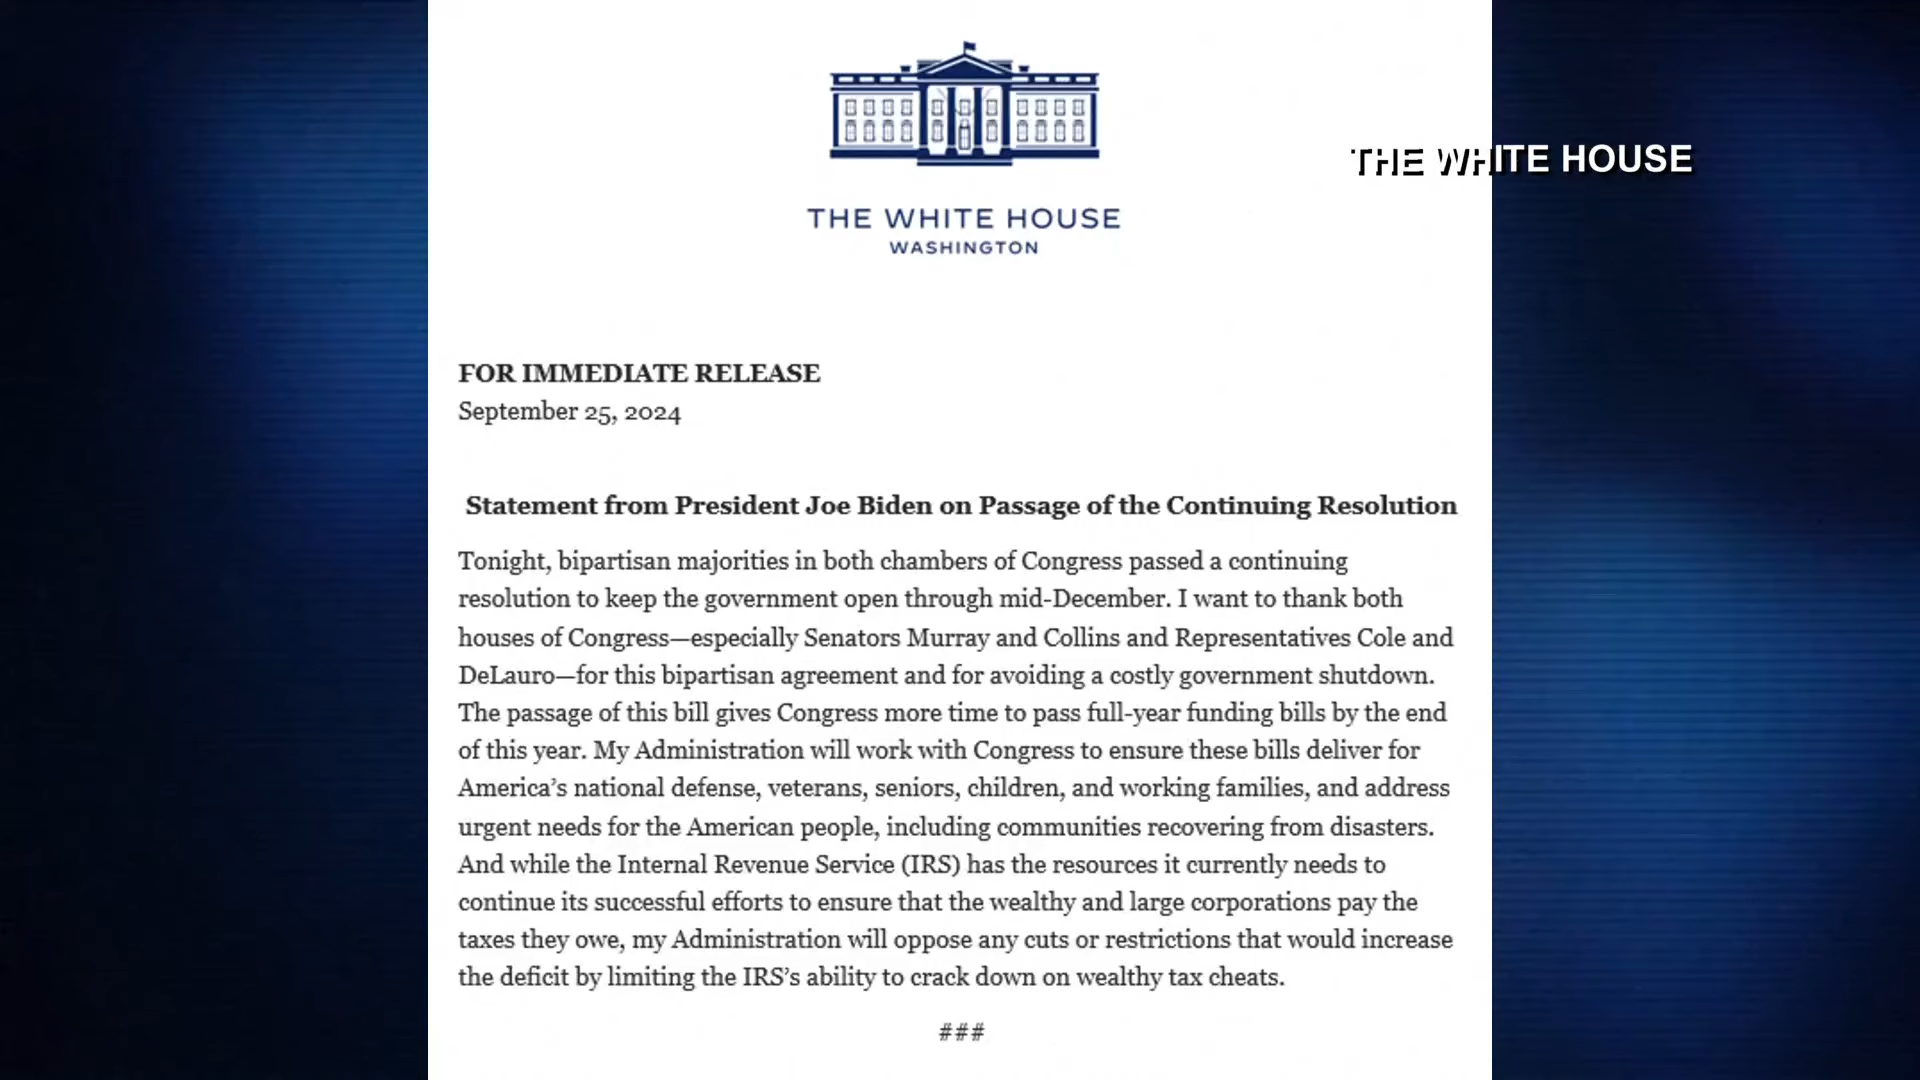 THE WHITE HOUSE
WASHINGTON
THE WHITE HOUSE
FOR IMMEDIATE RELEASE
September 25, 2024
Statement from President Joe Biden on Passage of the Continuing Resolution
Tonight, bipartisan majorities in both chambers of Congress passed a continuing
resolution to keep the government open through mid-December. I want to thank both
houses of Congress—especially Senators Murray and Collins and Representatives Cole and
DeLauro—for this bipartisan agreement and for avoiding a costly government shutdown.
The passage of this bill gives Congress more time to pass full-year funding bills by the end
of this year. My Administration will work with Congress to ensure these bills deliver for
America’s national defense, veterans, seniors, children, and working families, and address
urgent needs for the American people, including communities recovering from disasters.
And while the Internal Revenue Service (IRS) has the resources it currently needs to
continue its successful efforts to ensure that the wealthy and large corporations pay the
taxes they owe, my Administration will oppose any cuts or restrictions that would increase
the deficit by limiting the IRS’s ability to crack down on wealthy tax cheats.
###